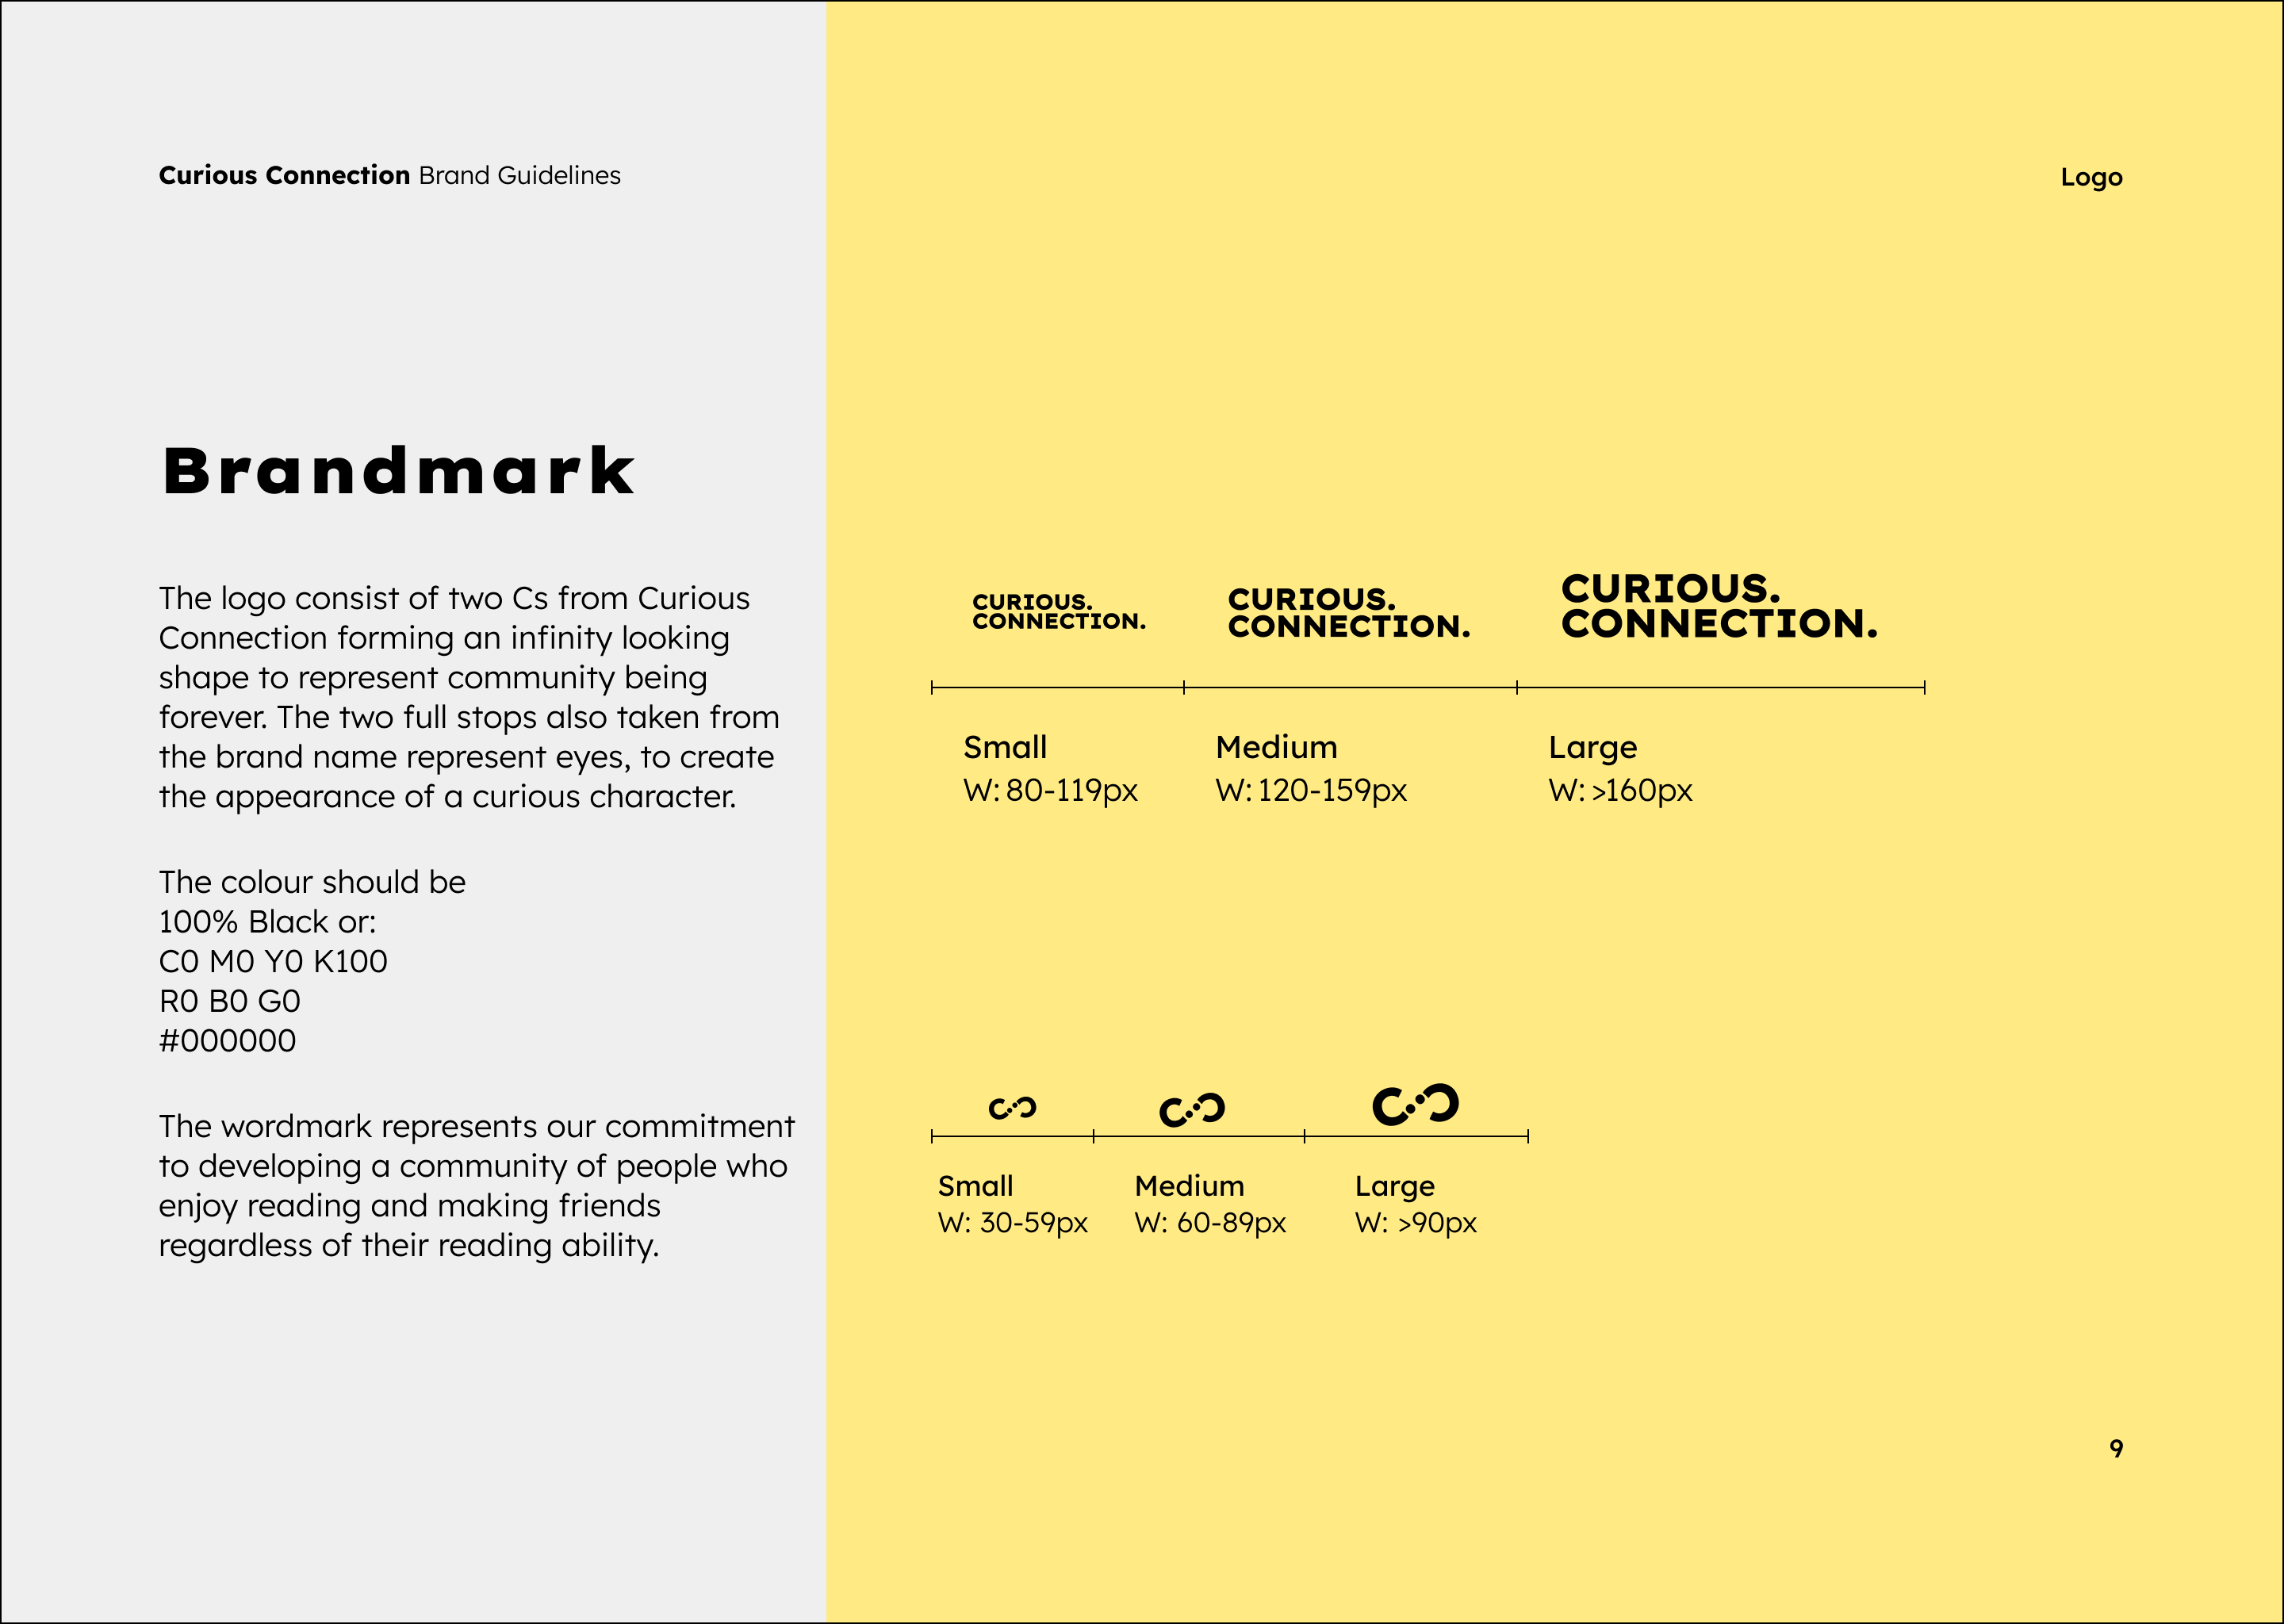 Curious Connection Brand Guidelines
Logo
Brandmark
The logo consist of two Cs from Curious
Connection forming an infinity looking
shape to represent community being
forever. The two full stops also taken from
the brand name represent eyes, to create
the appearance of a curious character.
The colour should be
100% Black or:
C0 M0 Y0 K100
R0 B0 G0
#000000
The wordmark represents our commitment
to developing a community of people who
enjoy reading and making friends
regardless of their reading ability.
CURIOUS.
CONNECTION.
CURIOUS.
CONNECTION.
CURIOUS.
CONNECTION.
Small
W: 80-119px
Medium
W: 120-159px
Large
W: >160px
Small
W: 30-59px
Medium
W: 60-89px
Large
W: >90px
9